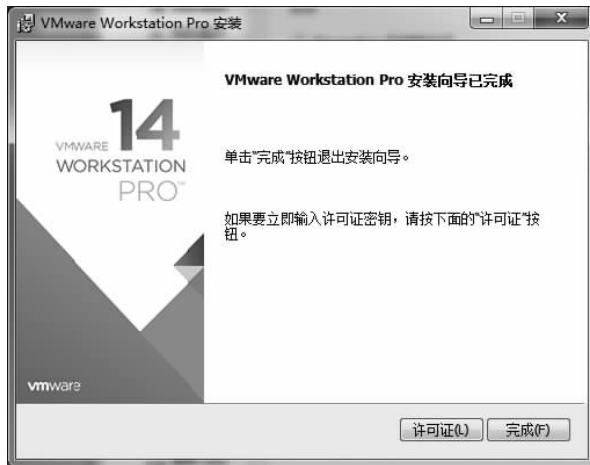 VMware Workstation Pro 安装
VMware Workstation Pro 安装向导已完成
VMWARE 14
WORKSTATION
PRO™
单击"完成"按钮退出安装向导。
如果要立即输入许可证密钥，请按下面的"许可证"按
钮。
vmware
许可证(L) 完成(F)